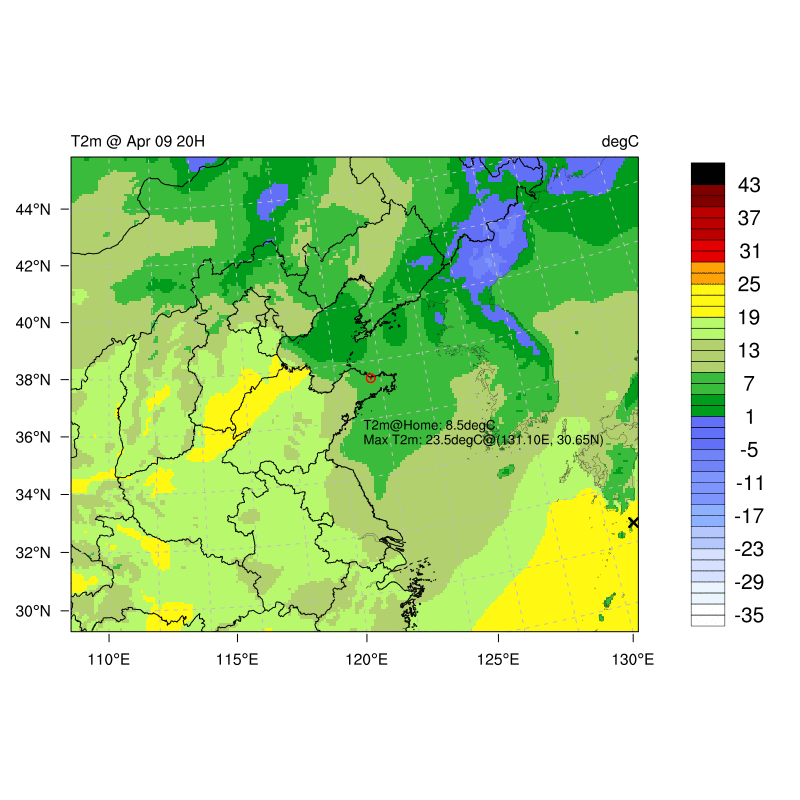 T2m @ Apr 09 20H
degC
44°N
42°N
40°N
38°N
36°N
34°N
32°N
30°N
110°E
115°E
120°E
125°E
130°E
T2m@Home: 8.5degC
Max T2m: 23.5degC@(131.10E, 30.65N)
43
37
31
25
19
13
7
1
-5
-11
-17
-23
-29
-35